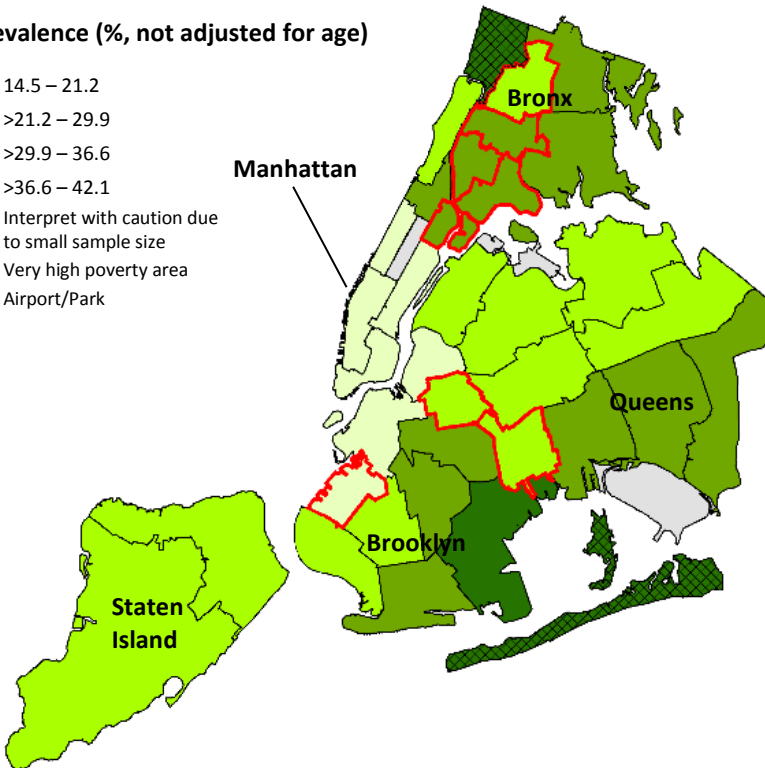 evalence (%, not adjusted for age)
14.5 – 21.2
>21.2 – 29.9
>29.9 – 36.6
>36.6 – 42.1
Interpret with caution due
to small sample size
Very high poverty area
Airport/Park
Bronx
Manhattan
Queens
Brooklyn
Staten
Island